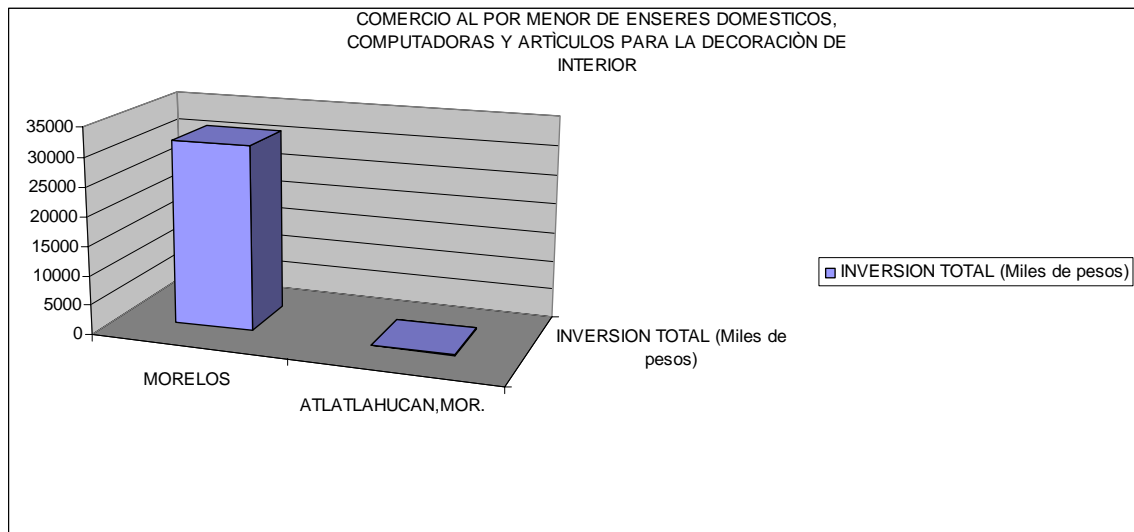 COMERCIO AL POR MENOR DE ENSERES DOMESTICOS,
COMPUTADORAS Y ARTÌCULOS PARA LA DECORACIÒN DE
INTERIOR
35000
30000
25000
20000
15000
10000
5000
0
MORELOS
ATLATLAHUCAN,MOR.
INVERSION TOTAL (Miles de
pesos)
INVERSION TOTAL (Miles de pesos)